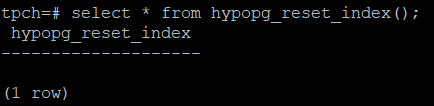 tpch=# select * from hypopg_reset_index();
 hypopg_reset_index
--------------------

(1 row)